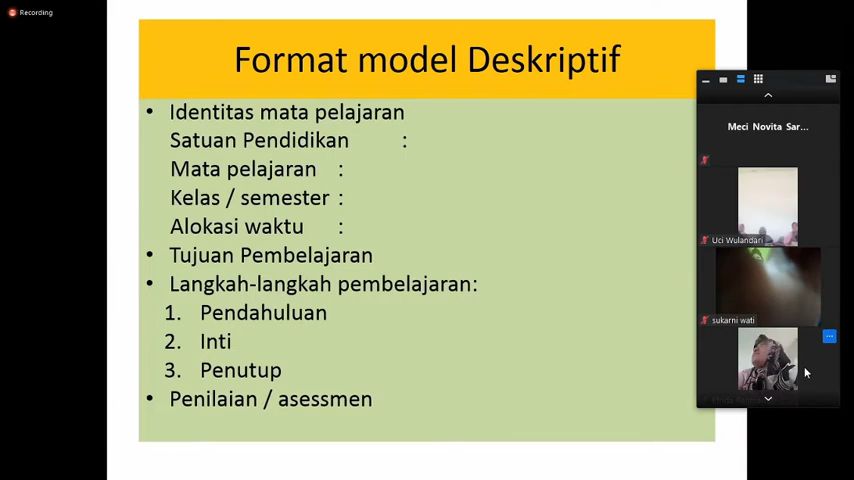 Recording
Format model Deskriptif
• Identitas mata pelajaran
Satuan Pendidikan :
Mata pelajaran :
Kelas / semester :
Alokasi waktu :
• Tujuan Pembelajaran
• Langkah-langkah pembelajaran:
1. Pendahuluan
2. Inti
3. Penutup
• Penilaian / asessmen
Meci Novita Sar...
Uci Wulandari
sukarni wati